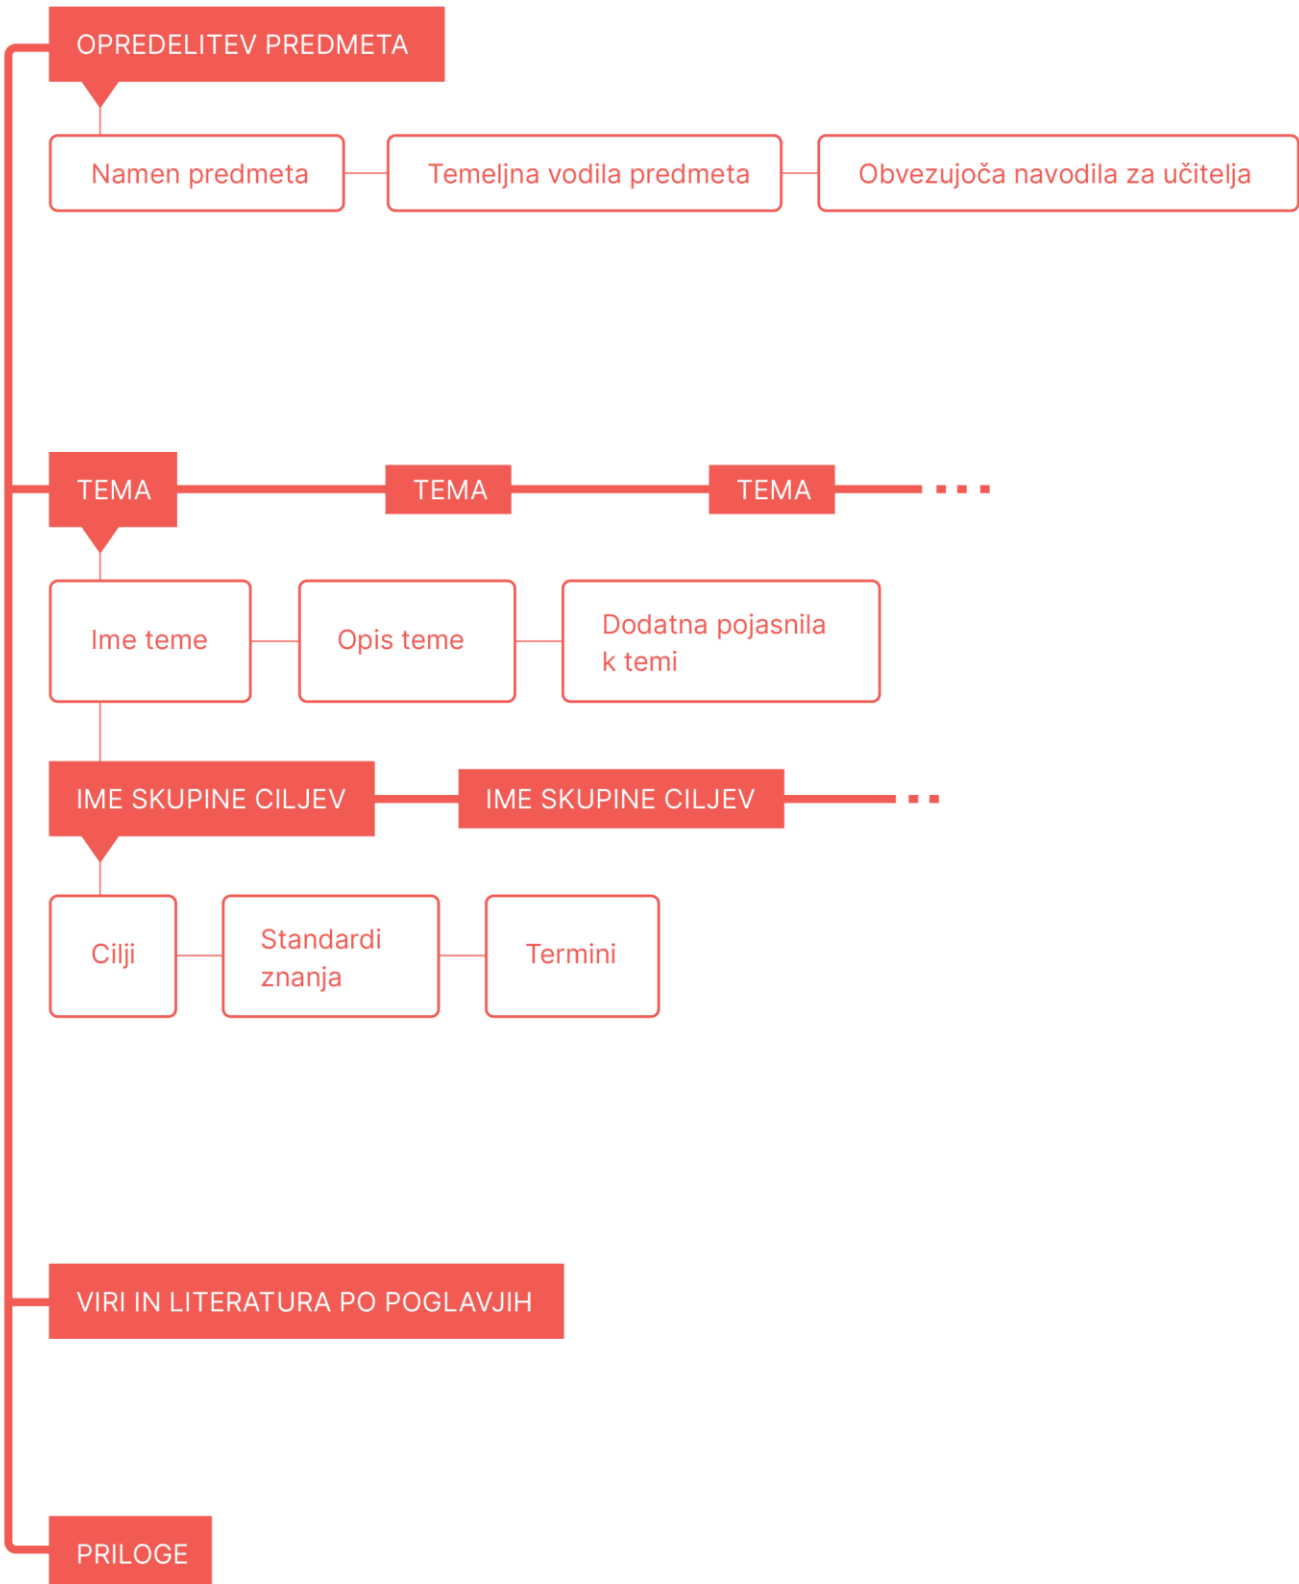 OPREDELITEV PREDMETA
Namen predmeta
Temeljna vodila predmeta
Obvezujoča navodila za učitelja
TEMA
TEMA
TEMA
Ime teme
Opis teme
Dodatna pojasnila
k temi
IME SKUPINE CILJEV
IME SKUPINE CILJEV
Cilji
Standardi
znanja
Termini
VIRI IN LITERATURA PO POGLAVJIH
PRILOGE